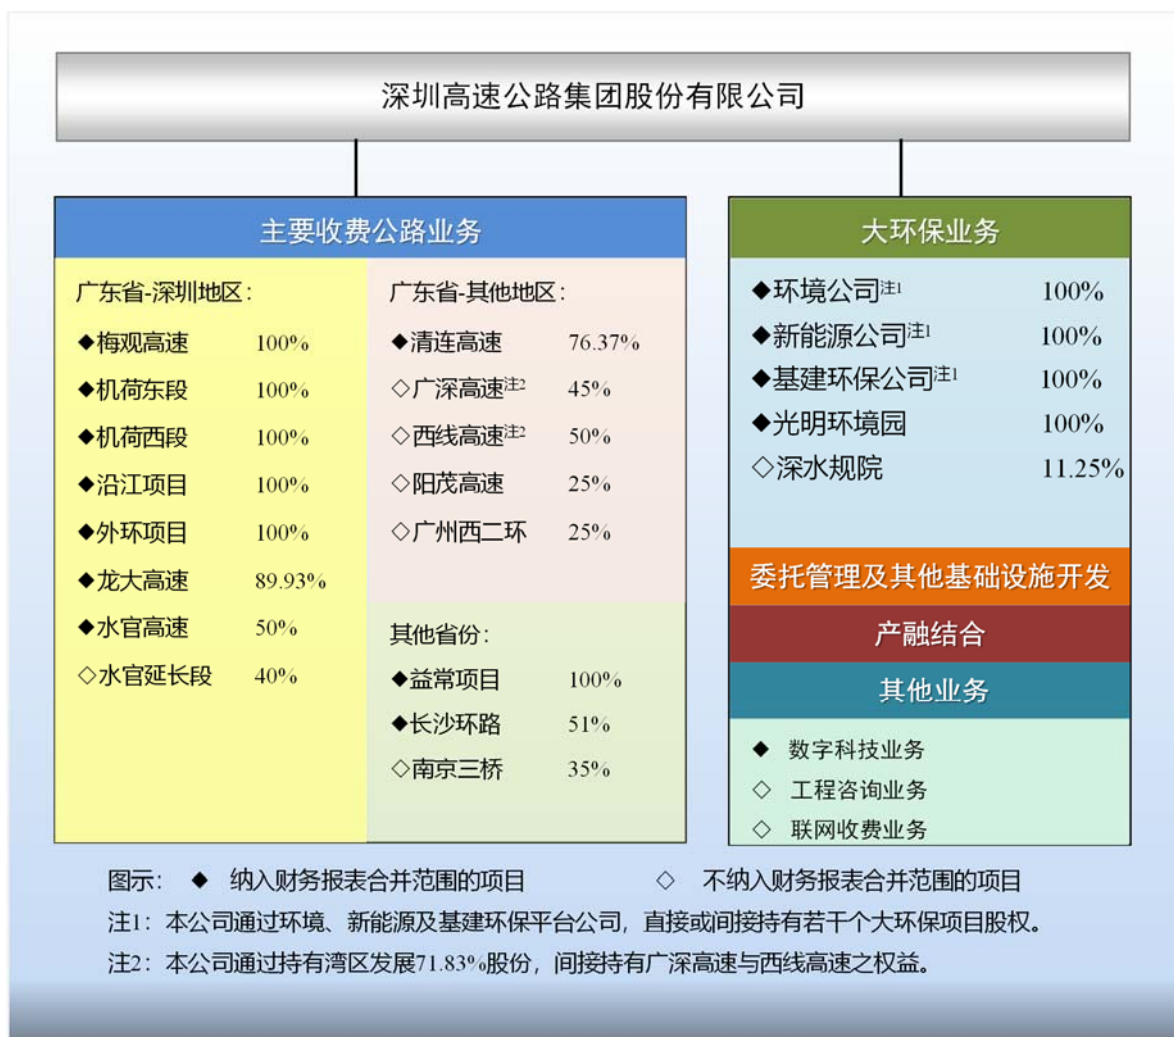 深圳高速公路集团股份有限公司
主要收费公路业务
广东省-深圳地区：
◆梅观高速 100%
◆机荷东段 100%
◆机荷西段 100%
◆沿江项目 100%
◆外环项目 100%
◆龙大高速 89.93%
◆水官高速 50%
◇水官延长段 40%
广东省-其他地区：
◆清连高速 76.37%
◇广深高速注2 45%
◇西线高速注2 50%
◇阳茂高速 25%
◇广州西二环 25%
其他省份：
◆益常项目 100%
◆长沙环路 51%
◇南京三桥 35%
大环保业务
◆环境公司注1 100%
◆新能源公司注1 100%
◆基建环保公司注1 100%
◆光明环境园 100%
◇深水规院 11.25%
委托管理及其他基础设施开发
产融结合
其他业务
◆ 数字科技业务
◇ 工程咨询业务
◇ 联网收费业务
图示： ◆ 纳入财务报表合并范围的项目 ◇ 不纳入财务报表合并范围的项目
注1：本公司通过环境、新能源及基建环保平台公司，直接或间接持有若干个大环保项目股权。
注2：本公司通过持有湾区发展71.83%股份，间接持有广深高速与西线高速之权益。